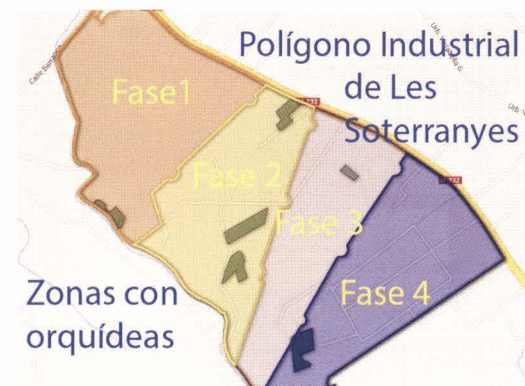 Polígono Industrial
de Les
Soterranyes
Fase1
Fase 2
Fase 3
Fase 4
Zonas con
orquídeas